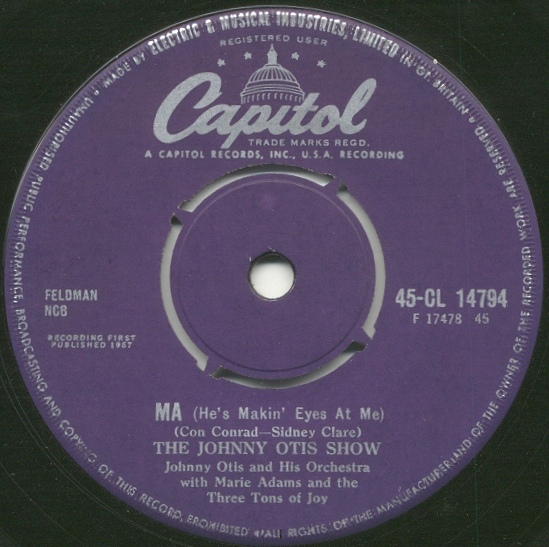 MADE BY ELECTRIC & MUSICAL INDUSTRIES, LIMITED IN GT. BRITAIN & ALL RIGHTS OF THE MANUFACTURER AND OF THE OWNER OF THE RECORDED WORK ARE RESERVED
UNAUTHORISED PUBLIC PERFORMANCE, BROADCASTING AND COPYING OF THIS RECORD PROHIBITED
REGISTERED USER
Capitol
TRADE MARKS REGD.
A CAPITOL RECORDS, INC., U.S.A. RECORDING
FELDMAN
NCB
45-CL 14794
F 17478 45
RECORDING FIRST
PUBLISHED 1957
MA (He's Makin' Eyes At Me)
(Con Conrad—Sidney Clare)
THE JOHNNY OTIS SHOW
Johnny Otis and His Orchestra
with Marie Adams and the
Three Tons of Joy